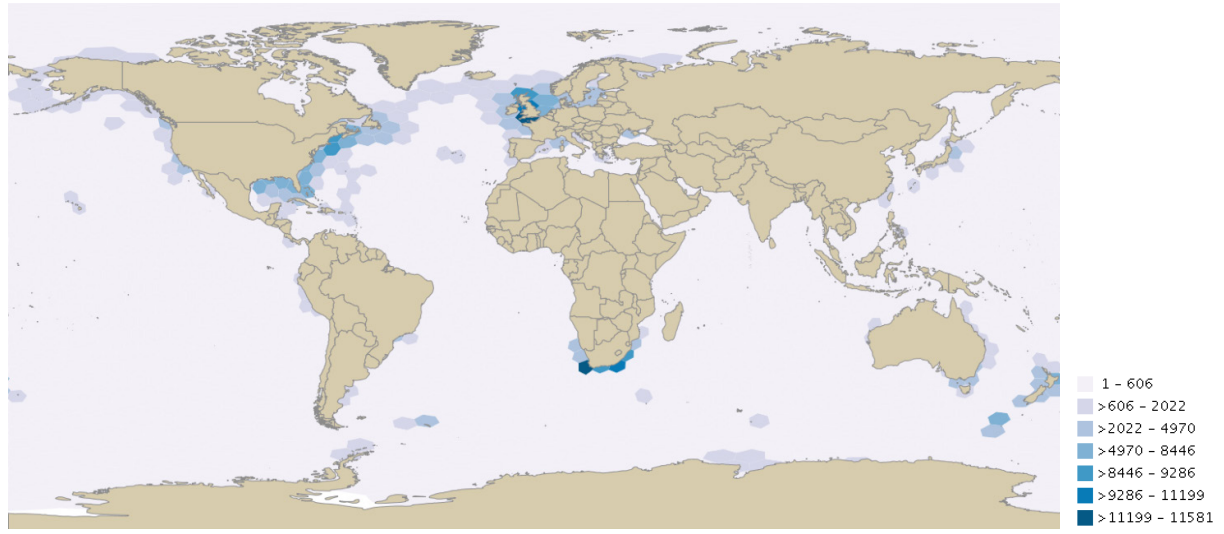 1 – 606
>606 – 2022
>2022 – 4970
>4970 – 8446
>8446 – 9286
>9286 – 11199
>11199 – 11581